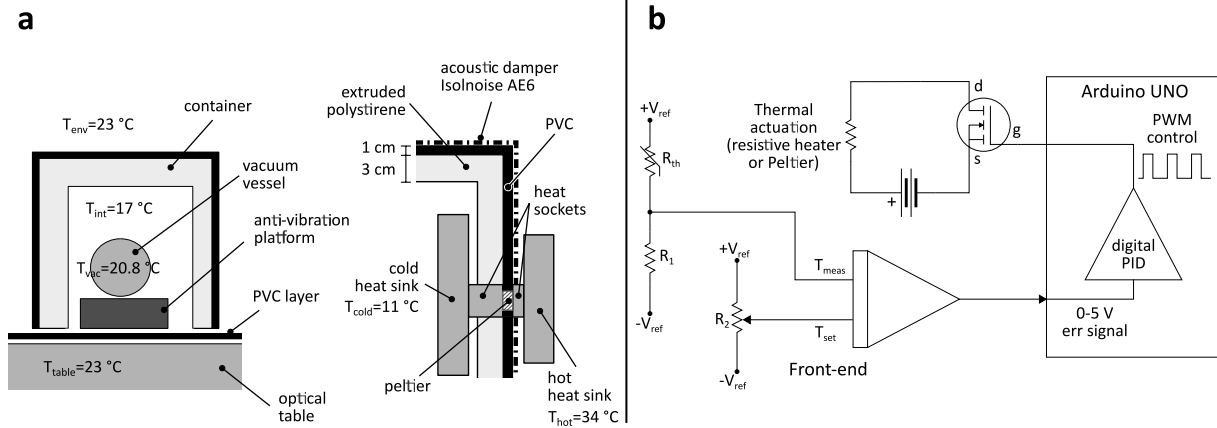 a
container
T_env=23 °C
vacuum
vessel
T_int=17 °C
anti-vibration
platform
T_vac=20.8 °C
PVC layer
T_table=23 °C
optical
table
acoustic damper
IsoInoise AE6
extruded
polystirene
PVC
1 cm
3 cm
heat
sockets
cold
heat sink
T_cold=11 °C
peltier
hot
heat sink
T_hot=34 °C
b
+V_ref
R_th
R_1
-V_ref
Thermal
actuation
(resistive heater
or Peltier)
+
d
g
s
+V_ref
R_2
-V_ref
T_meas
T_set
Front-end
Arduino UNO
PWM
control
digital
PID
0-5 V
err signal